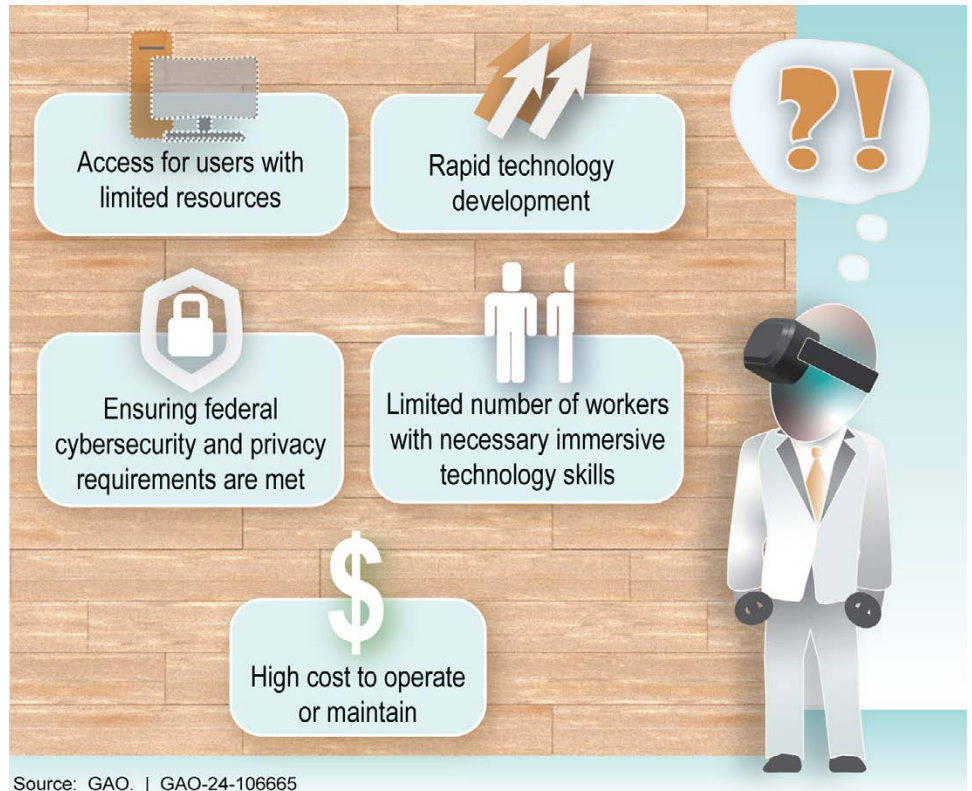 Access for users with
limited resources
Rapid technology
development
?!
Ensuring federal
cybersecurity and privacy
requirements are met
Limited number of workers
with necessary immersive
technology skills
$
High cost to operate
or maintain
Source: GAO. | GAO-24-106665